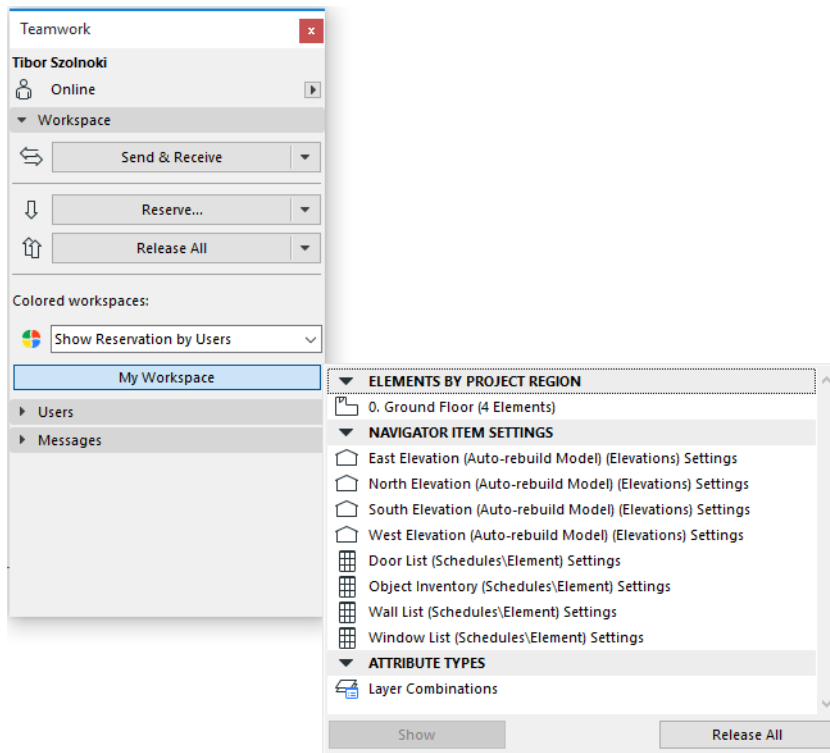 Teamwork
x
Tibor Szolnoki
Online
Workspace
Send & Receive
Reserve...
Release All
Colored workspaces:
Show Reservation by Users
My Workspace
Users
Messages
ELEMENTS BY PROJECT REGION
0. Ground Floor (4 Elements)
NAVIGATOR ITEM SETTINGS
East Elevation (Auto-rebuild Model) (Elevations) Settings
North Elevation (Auto-rebuild Model) (Elevations) Settings
South Elevation (Auto-rebuild Model) (Elevations) Settings
West Elevation (Auto-rebuild Model) (Elevations) Settings
Door List (Schedules\Element) Settings
Object Inventory (Schedules\Element) Settings
Wall List (Schedules\Element) Settings
Window List (Schedules\Element) Settings
ATTRIBUTE TYPES
Layer Combinations
Show
Release All